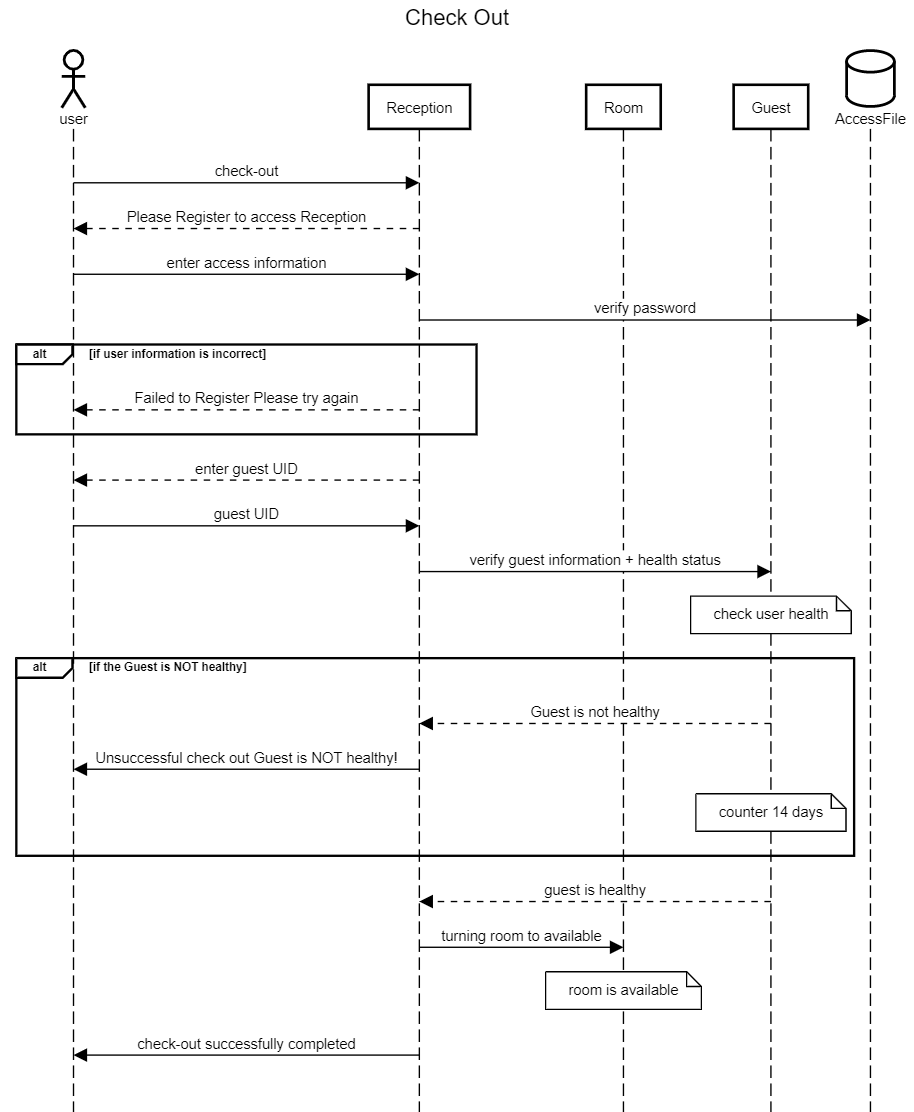 Check Out
user
Reception
Room
Guest
AccessFile
check-out
Please Register to access Reception
enter access information
verify password
alt
[if user information is incorrect]
Failed to Register Please try again
enter guest UID
guest UID
verify guest information + health status
check user health
alt
[if the Guest is NOT healthy]
Guest is not healthy
Unsuccessful check out Guest is NOT healthy!
counter 14 days
guest is healthy
turning room to available
room is available
check-out successfully completed